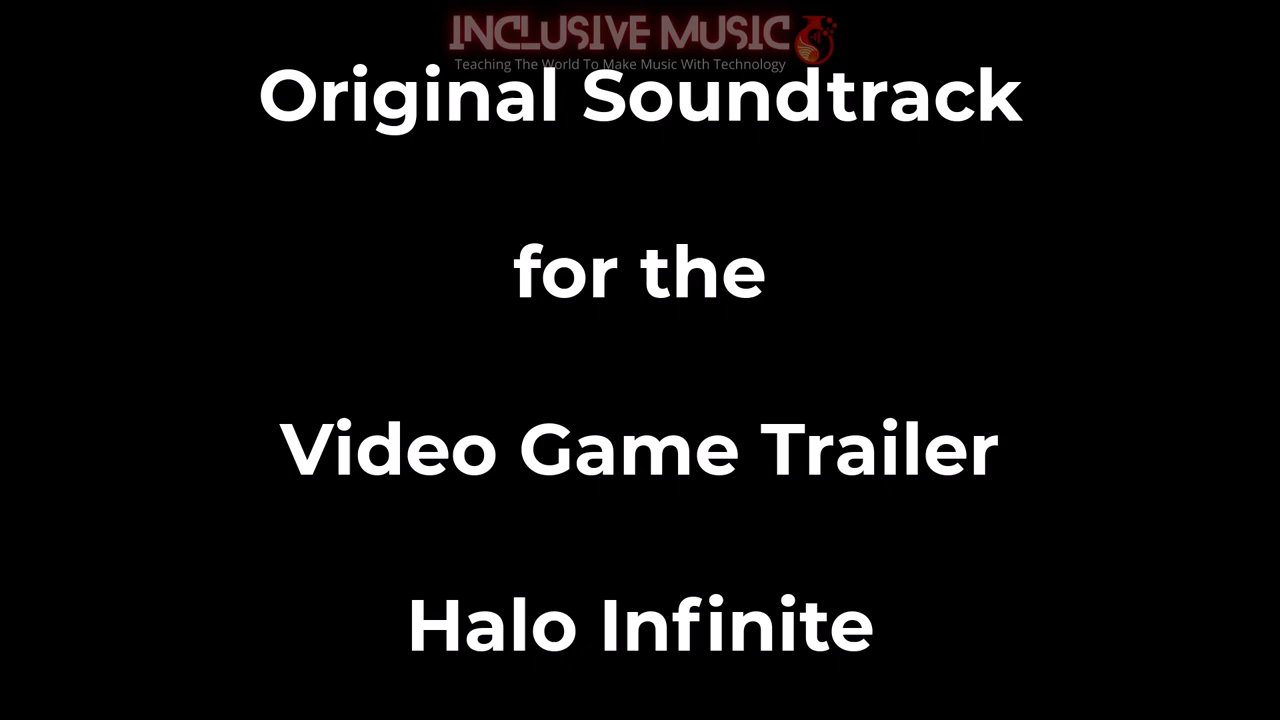 INCLUSIVE MUSIC
Teaching The World To Make Music With Technology
Original Soundtrack
for the
Video Game Trailer
Halo Infinite